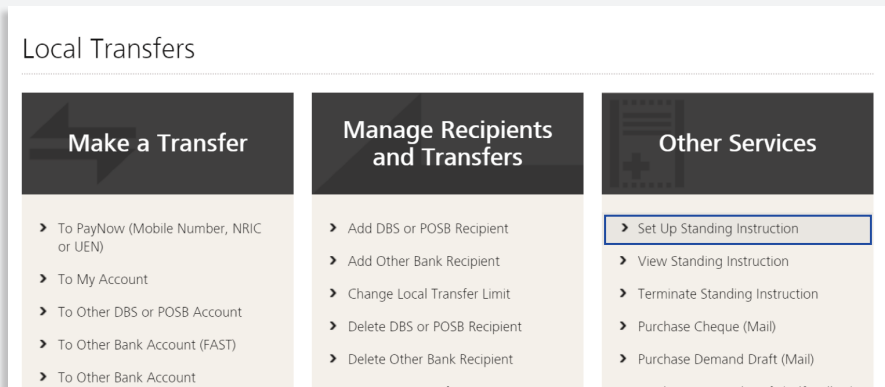 Local Transfers
Make a Transfer
To PayNow (Mobile Number, NRIC
or UEN)
To My Account
To Other DBS or POSB Account
To Other Bank Account (FAST)
To Other Bank Account
Manage Recipients
and Transfers
Add DBS or POSB Recipient
Add Other Bank Recipient
Change Local Transfer Limit
Delete DBS or POSB Recipient
Delete Other Bank Recipient
Other Services
Set Up Standing Instruction
View Standing Instruction
Terminate Standing Instruction
Purchase Cheque (Mail)
Purchase Demand Draft (Mail)